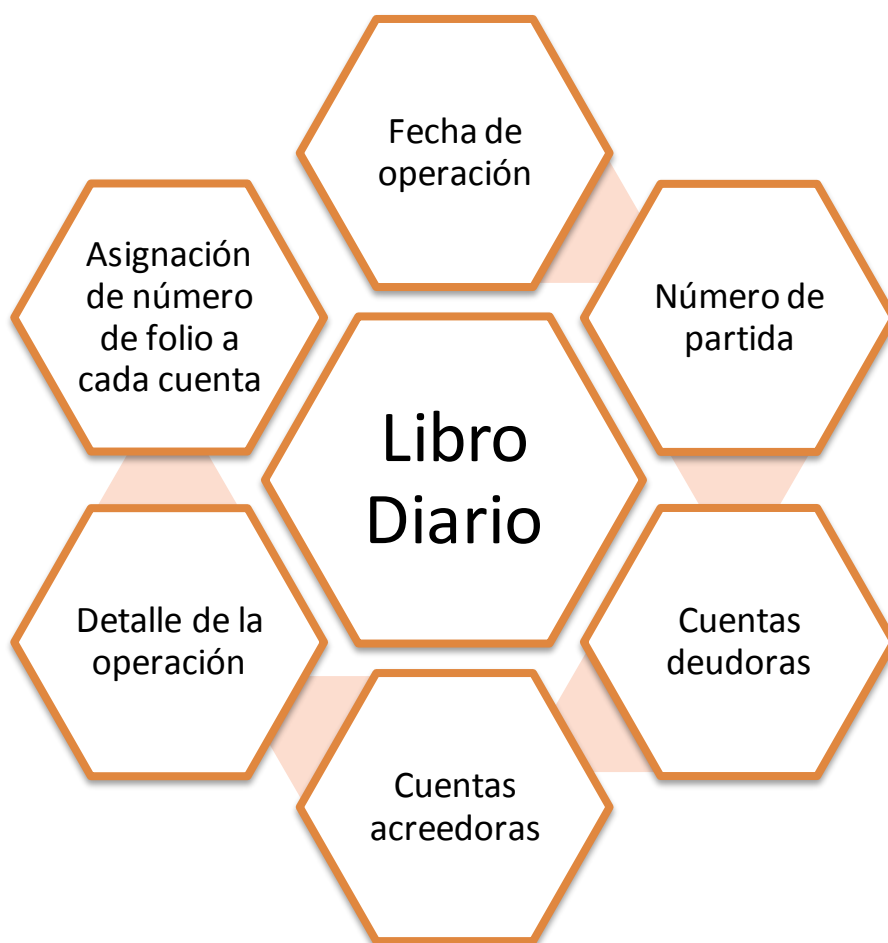 Fecha de
operación
Número de
partida
Cuentas
deudoras
Cuentas
acreedoras
Detalle de la
operación
Asignación
de número
de folio a
cada cuenta
Libro
Diario